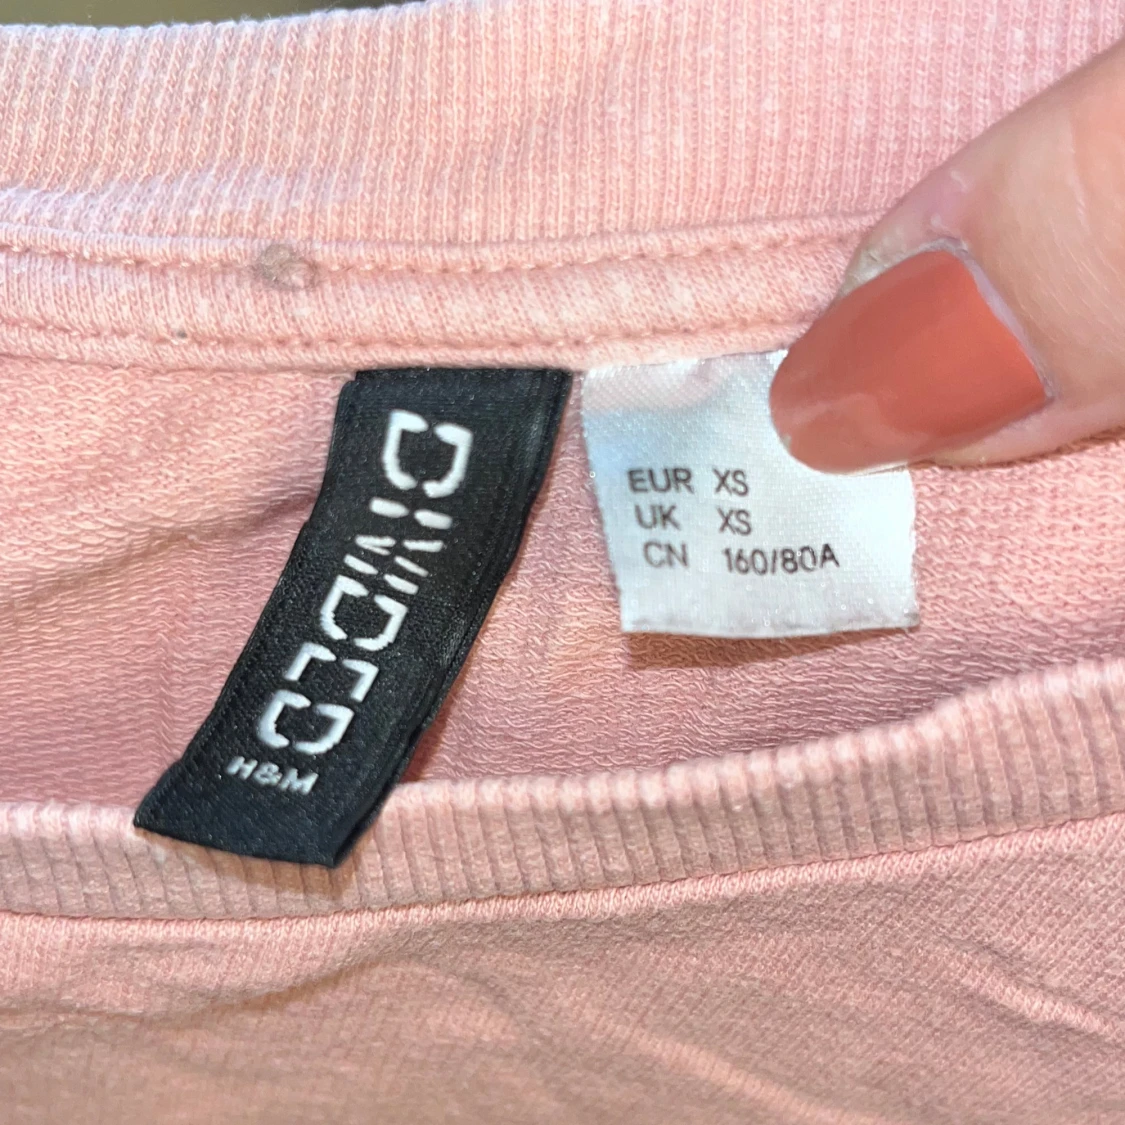 DIVIDED
H&M
EUR XS
UK XS
CN 160/80A